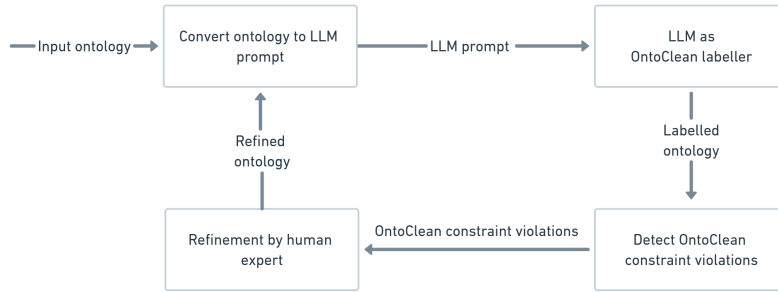 Input ontology
Convert ontology to LLM
prompt
LLM prompt
LLM as
OntoClean labeller
Labelled
ontology
Detect OntoClean
constraint violations
OntoClean constraint violations
Refinement by human
expert
Refined
ontology